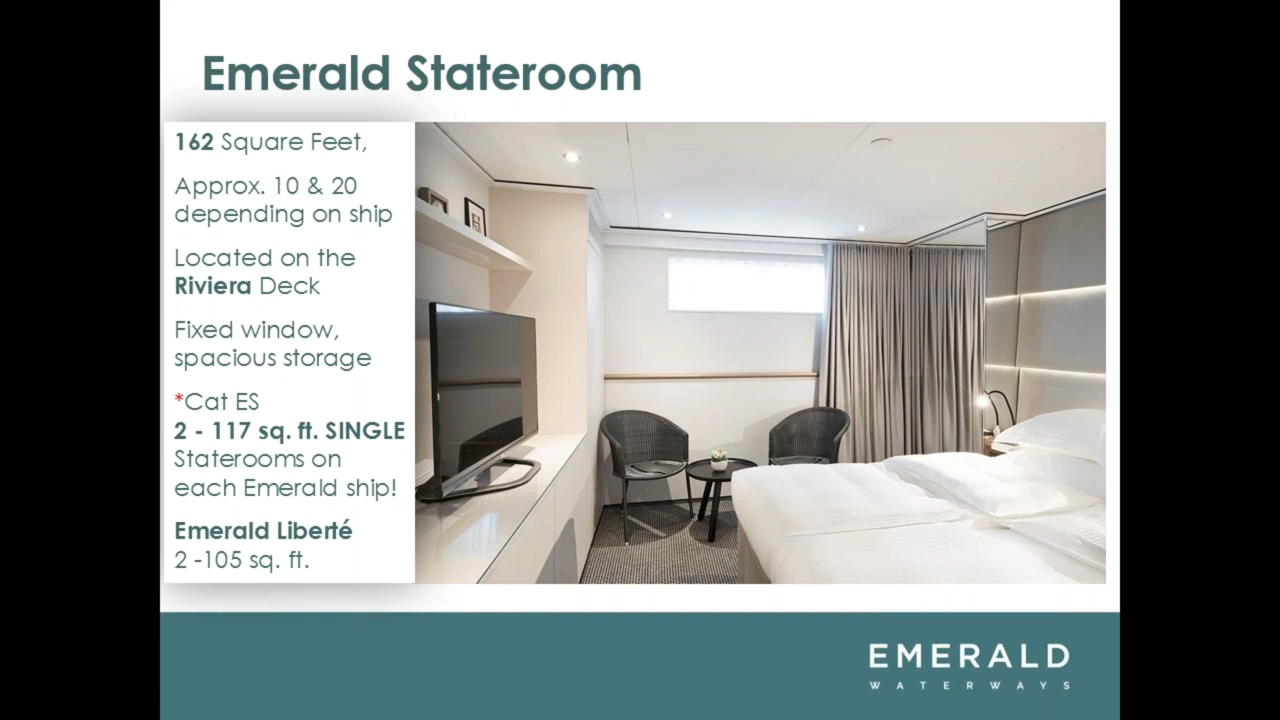 Emerald Stateroom
162 Square Feet,
Approx. 10 & 20
depending on ship
Located on the
Riviera Deck
Fixed window,
spacious storage
*Cat ES
2 - 117 sq. ft. SINGLE
Staterooms on
each Emerald ship!
Emerald Liberté
2 -105 sq. ft.
EMERALD
WATERWAYS